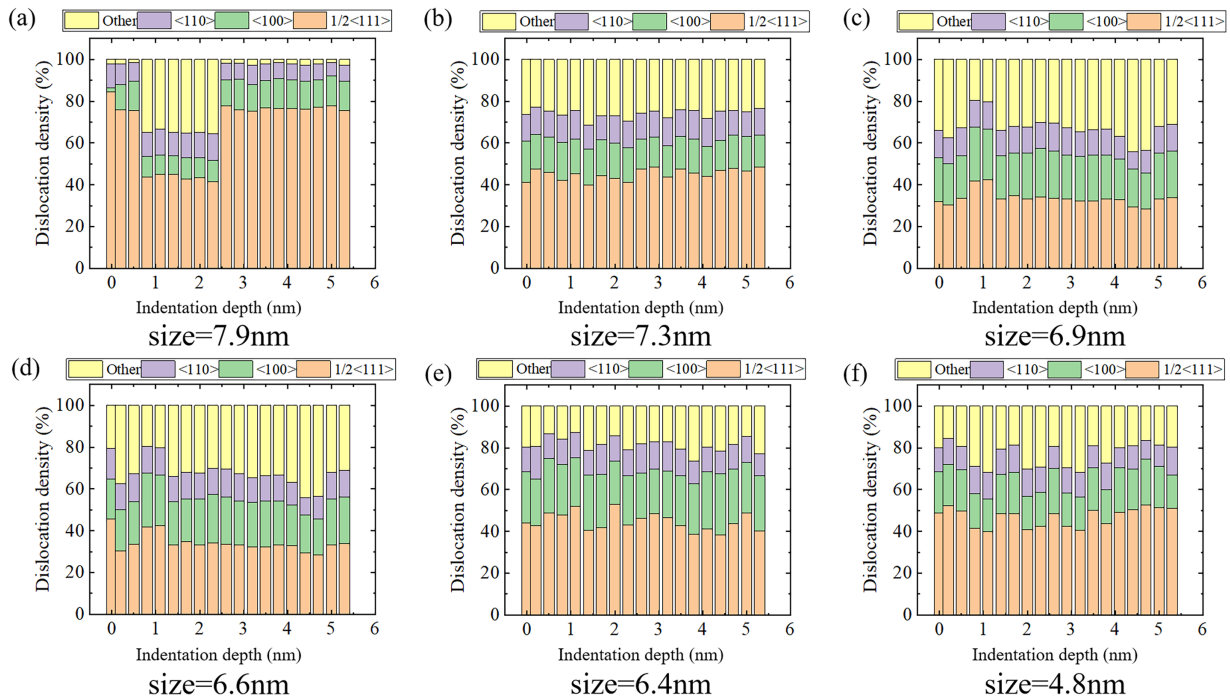 (a) Other <110> <100> 1/2<111>
Dislocation density (%)
100
80
60
40
20
0
0 1 2 3 4 5 6
Indentation depth (nm)
size=7.9nm
(b) Other <110> <100> 1/2<111>
Dislocation density (%)
100
80
60
40
20
0
0 1 2 3 4 5 6
Indentation depth (nm)
size=7.3nm
(c) Other <110> <100> 1/2<111>
Dislocation density (%)
100
80
60
40
20
0
0 1 2 3 4 5 6
Indentation depth (nm)
size=6.9nm
(d) Other <110> <100> 1/2<111>
Dislocation density (%)
100
80
60
40
20
0
0 1 2 3 4 5 6
Indentation depth (nm)
size=6.6nm
(e) Other <110> <100> 1/2<111>
Dislocation density (%)
100
80
60
40
20
0
0 1 2 3 4 5 6
Indentation depth (nm)
size=6.4nm
(f) Other <110> <100> 1/2<111>
Dislocation density (%)
100
80
60
40
20
0
0 1 2 3 4 5 6
Indentation depth (nm)
size=4.8nm